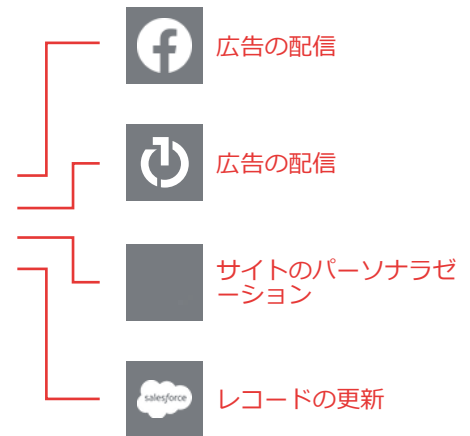 広告の配信
広告の配信
サイトのパーソナラゼ
ーション
salesforce
レコードの更新